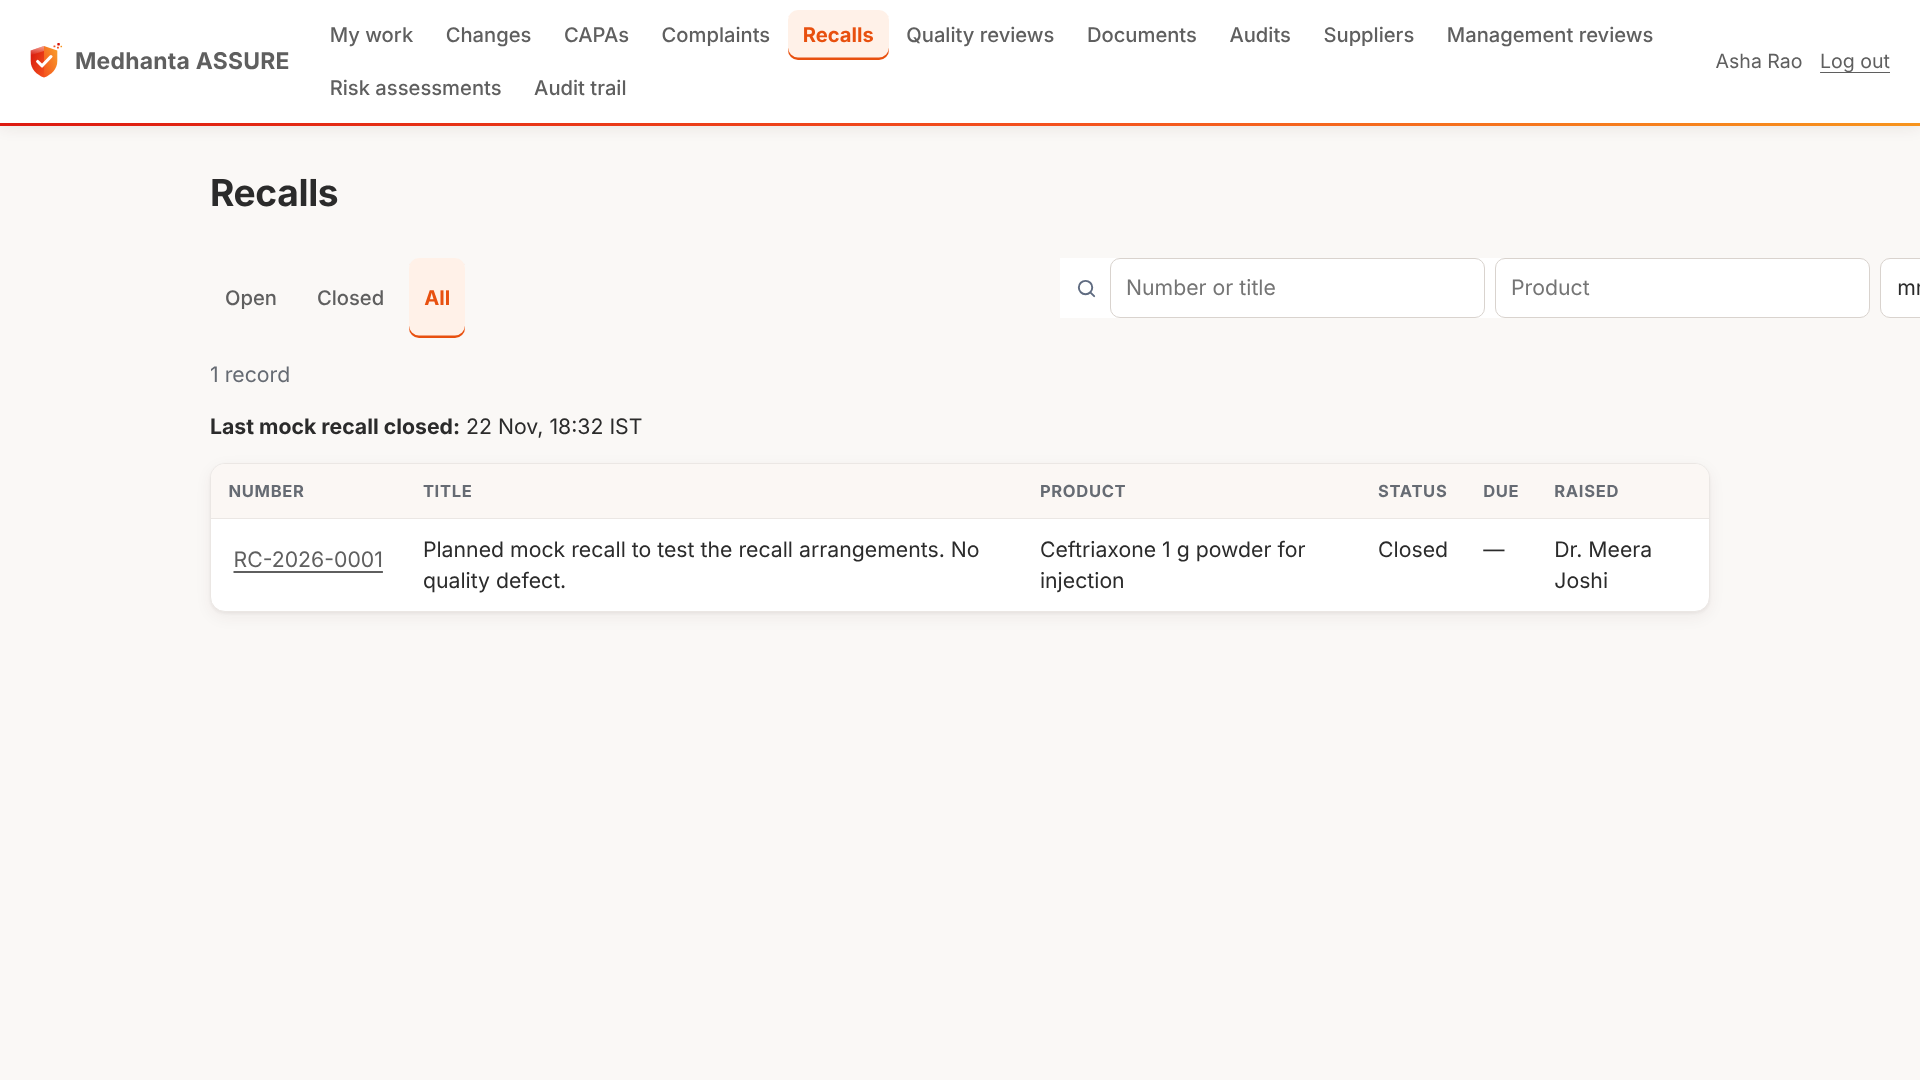 Medhanta ASSURE
My work Changes CAPAs Complaints Recalls Quality reviews Documents Audits Suppliers Management reviews
Risk assessments Audit trail
Asha Rao Log out
Recalls
Open Closed All
Number or title Product
1 record
Last mock recall closed: 22 Nov, 18:32 IST
NUMBER TITLE PRODUCT STATUS DUE RAISED
RC-2026-0001 Planned mock recall to test the recall arrangements. No Ceftriaxone 1 g powder for Closed — Dr. Meera
quality defect. injection Joshi